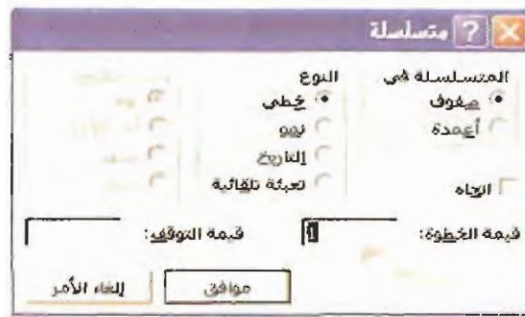 متسلسلة
المتسلسلة في
صفوف
أعمدة
اتجاه
النوع
خطي
نمو
التاريخ
تعبئة تلقائية
قيمة الخطوة: 1
قيمة التوقف:
موافق
إلغاء الأمر